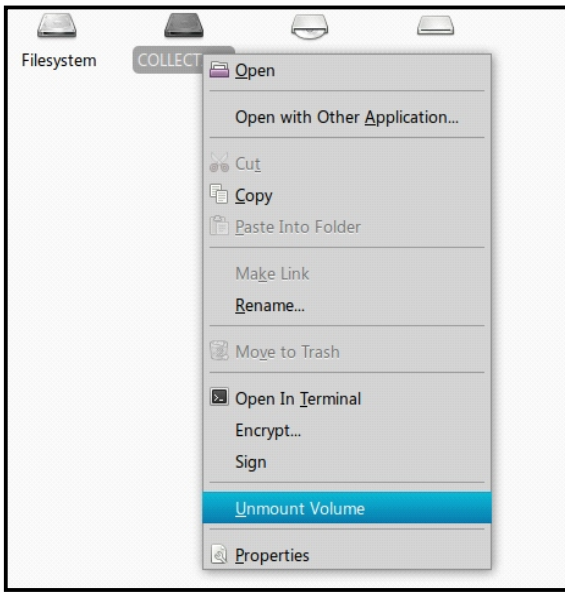 Filesystem
COLLECT
Open
Open with Other Application...
Cut
Copy
Paste Into Folder
Make Link
Rename...
Move to Trash
Open In Terminal
Encrypt...
Sign
Unmount Volume
Properties